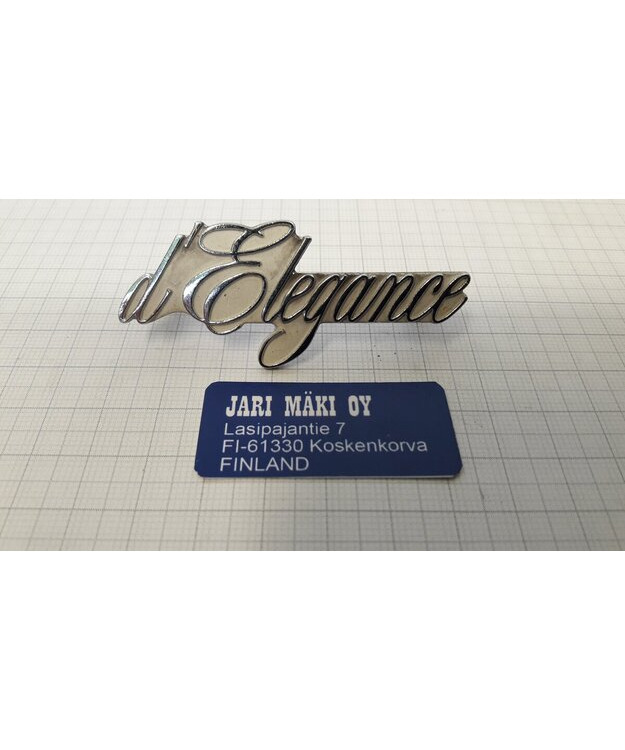 d'Elegance
JARI MÄKI OY
Lasipajantie 7
FI-61330 Koskenkorva
FINLAND